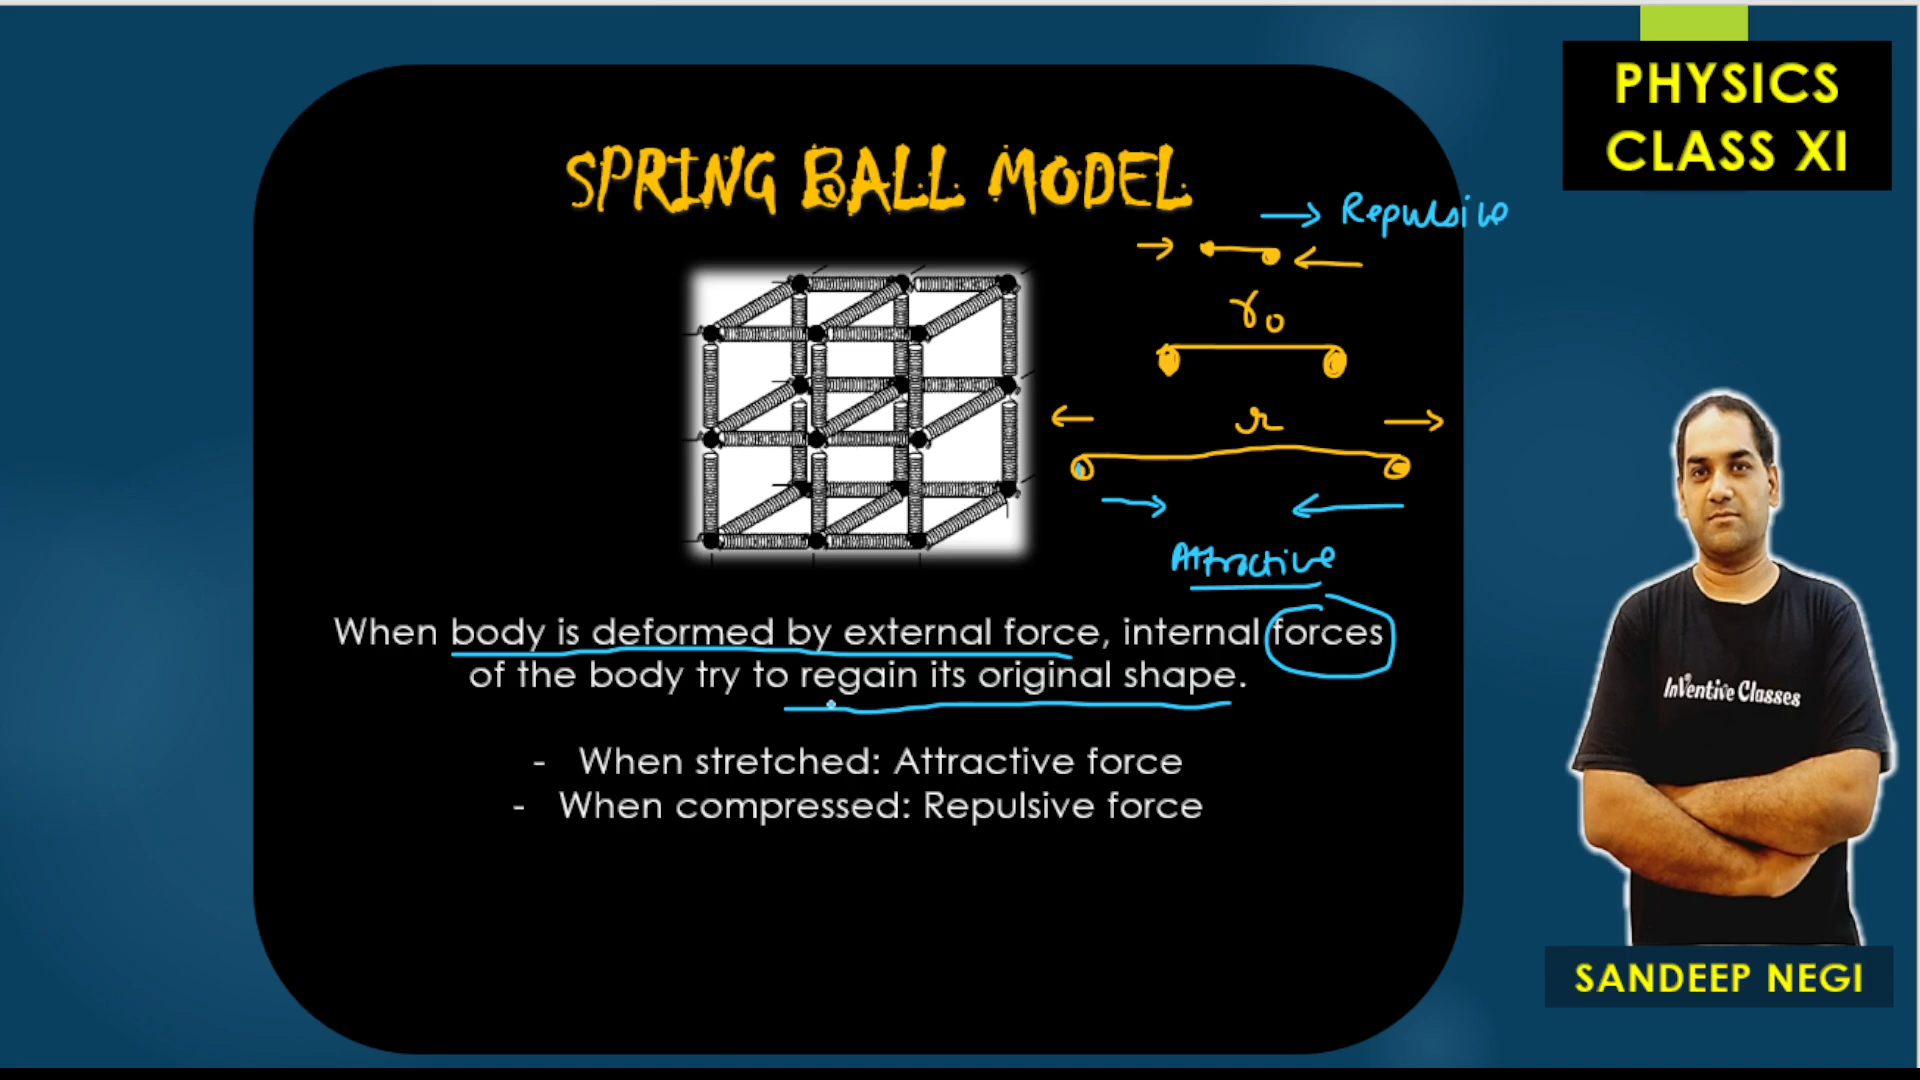 PHYSICS
CLASS XI
SPRING BALL MODEL
Repulsive
r₀
r
Attractive
When body is deformed by external force, internal forces
of the body try to regain its original shape.
- When stretched: Attractive force
- When compressed: Repulsive force
Inventive Classes
SANDEEP NEGI